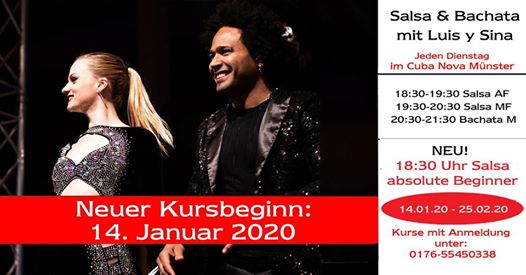 Neuer Kursbeginn:
14. Januar 2020
Salsa & Bachata
mit Luis y Sina
Jeden Dienstag
im Cuba Nova Münster
18:30-19:30 Salsa AF
19:30-20:30 Salsa MF
20:30-21:30 Bachata M
NEU!
18:30 Uhr Salsa
absolute Beginner
14.01.20 - 25.02.20
Kurse mit Anmeldung
unter:
0176-55450338